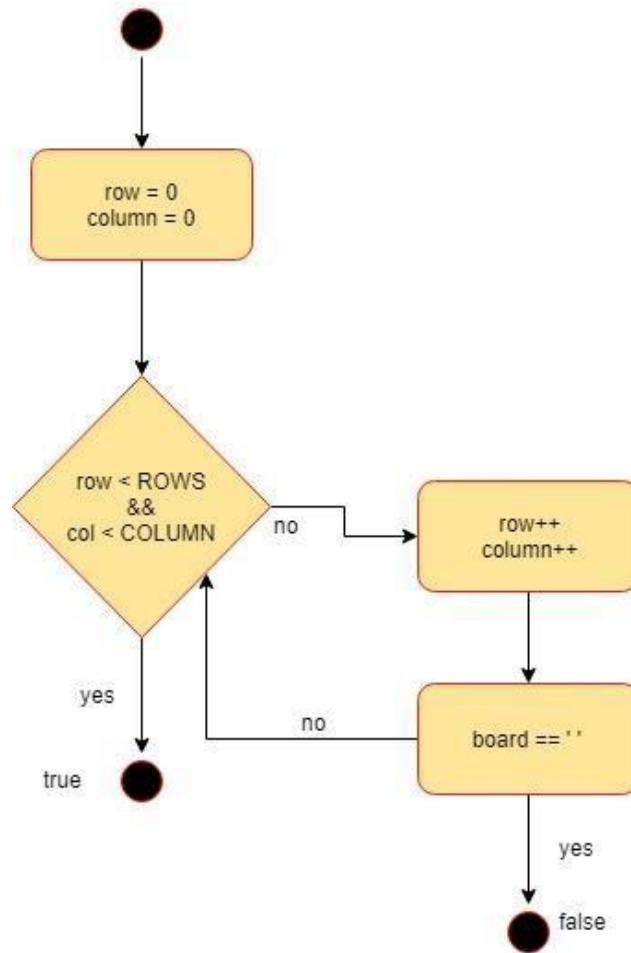 row = 0
column = 0
row < ROWS
&&
col < COLUMN
no
row++
column++
yes
no
board == ' '
true
yes
false